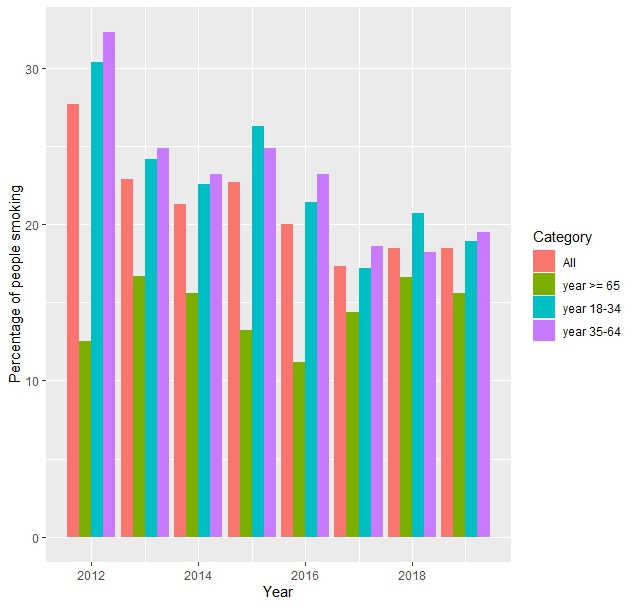 Percentage of people smoking
30
20
10
0
2012 2014 2016 2018
Year
Category
All
year >= 65
year 18-34
year 35-64